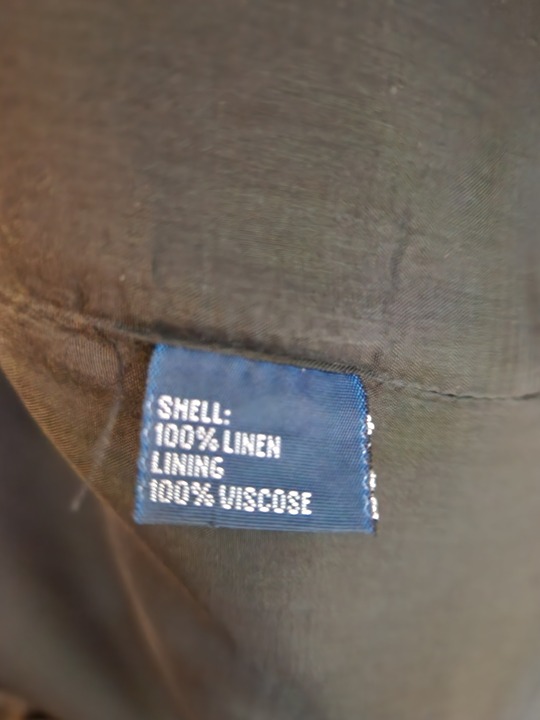 SHELL:
100% LINEN
LINING
100% VISCOSE